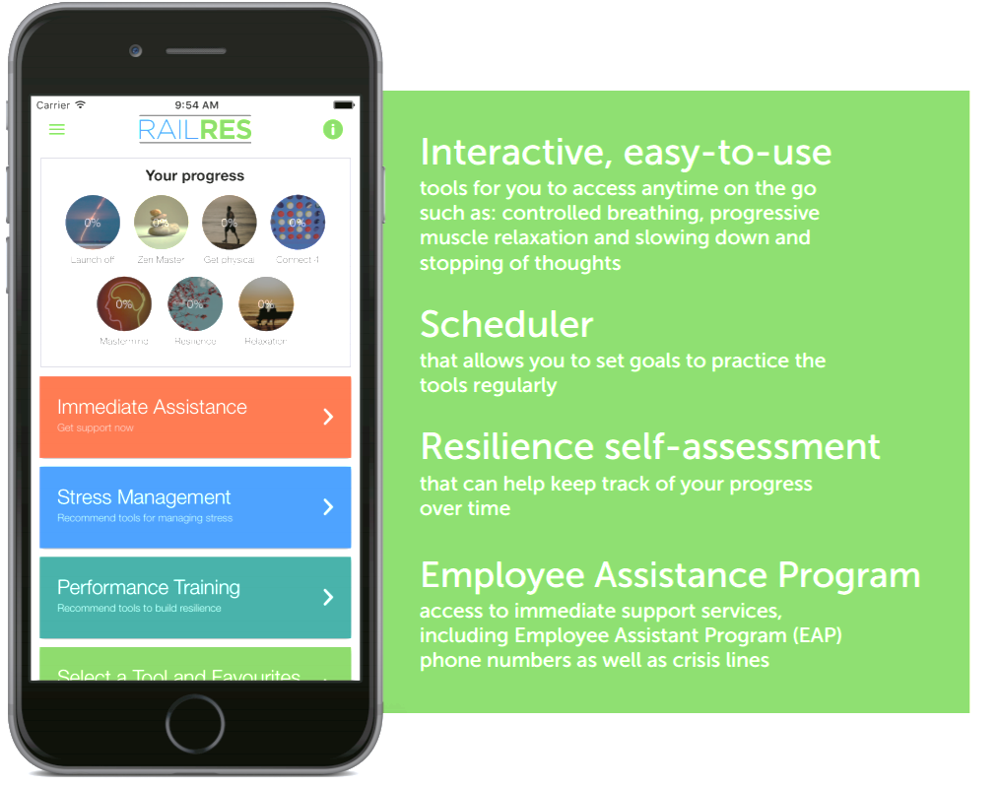 Carrier
9:54 AM
RAILRES
Your progress
0% 0% 0% 0%
Launch off Zen Master Get physical Connect 4
0% 0% 0%
Mastermind Resilience Relaxation
Immediate Assistance
Get support now
Stress Management
Recommend tools for managing stress
Performance Training
Recommend tools to build resilience
Select a Tool and Favourites
Interactive, easy-to-use
tools for you to access anytime on the go
such as: controlled breathing, progressive
muscle relaxation and slowing down and
stopping of thoughts
Scheduler
that allows you to set goals to practice the
tools regularly
Resilience self-assessment
that can help keep track of your progress
over time
Employee Assistance Program
access to immediate support services,
including Employee Assistant Program (EAP)
phone numbers as well as crisis lines